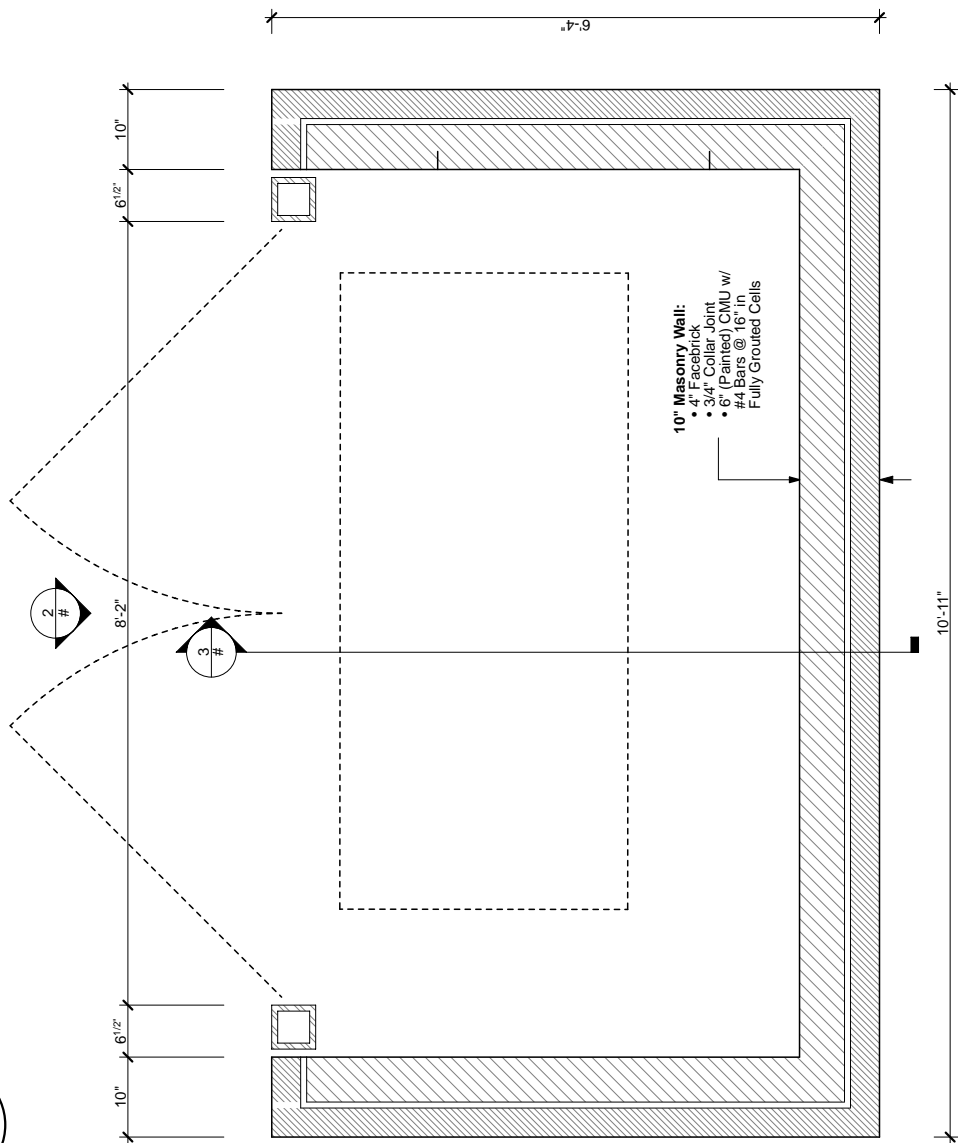 6'-4"
10"
6 1/2"
8'-2"
6 1/2"
10"
2
#
3
#
10" Masonry Wall:
• 4" Facebrick
• 3/4" Collar Joint
• 6" (Painted) CMU w/
#4 Bars @ 16" in
Fully Grouted Cells
10'-11"